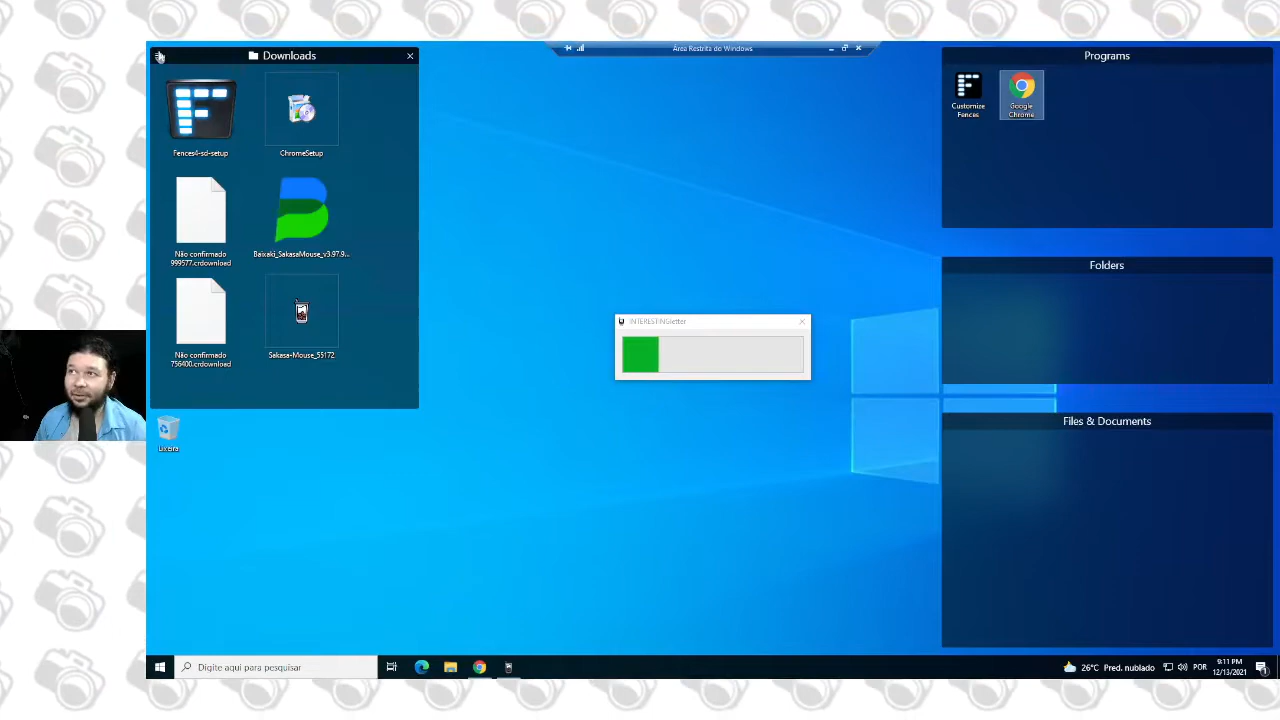 Área Restrita do Windows
Downloads
Fences4-sd-setup
ChromeSetup
Não confirmado
999577.crdownload
Baixaki_SakasaMouse_v3.97.9...
Não confirmado
756400.crdownload
Sakasa-Mouse_55172
Lixeira
INTERESTINGletter
Programs
Customize
Fences
Google
Chrome
Folders
Files & Documents
Digite aqui para pesquisar
26°C Pred. nublado
POR
9:11 PM
12/13/2021
1